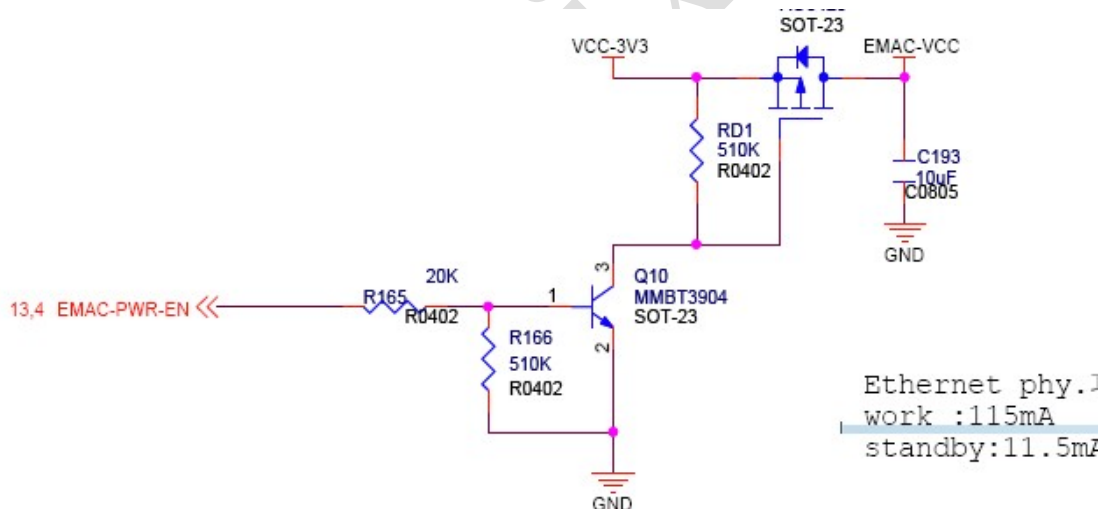 SOT-23
VCC-3V3
EMAC-VCC
RD1
510K
R0402
C193
10uF
C0805
GND
20K
R165
R0402
13,4 EMAC-PWR-EN
1
3
2
Q10
MMBT3904
SOT-23
R166
510K
R0402
GND
Ethernet phy.
work :115mA
standby:11.5mA